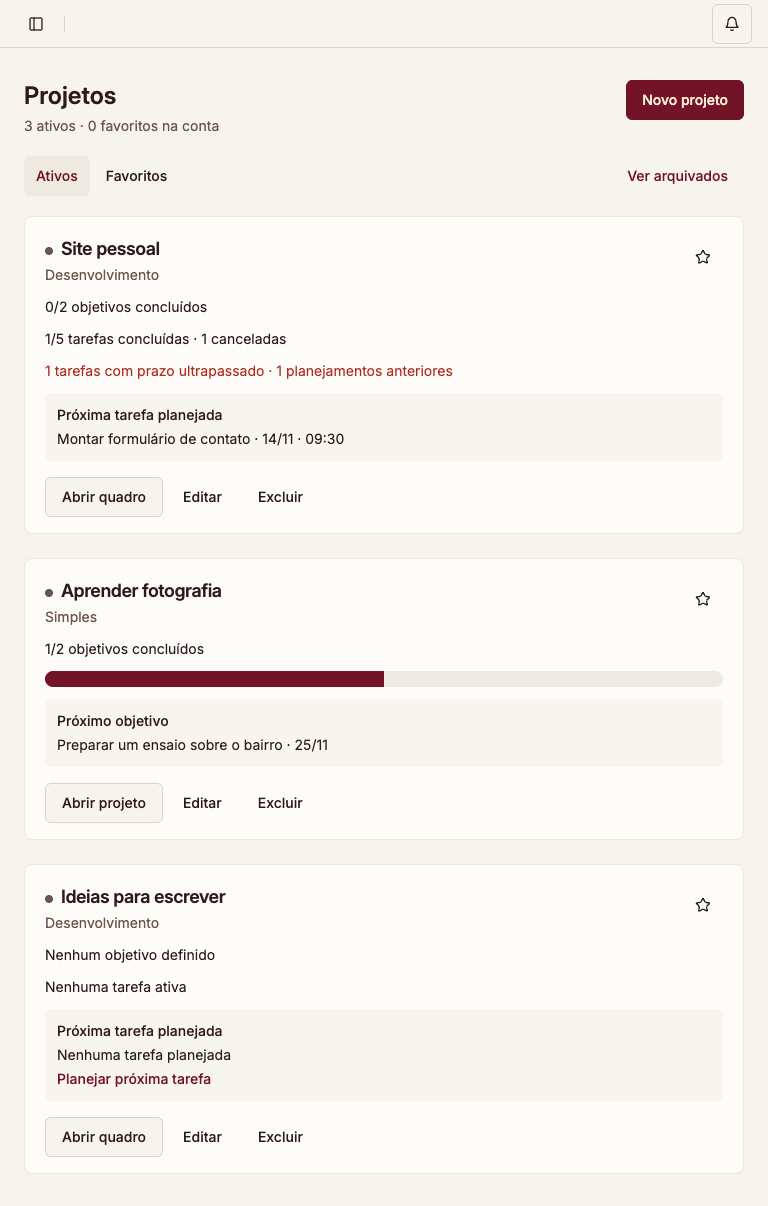 Projetos
Novo projeto
3 ativos · 0 favoritos na conta
Ativos
Favoritos
Ver arquivados
Site pessoal
Desenvolvimento
0/2 objetivos concluídos
1/5 tarefas concluídas · 1 canceladas
1 tarefas com prazo ultrapassado · 1 planejamentos anteriores
Próxima tarefa planejada
Montar formulário de contato · 14/11 · 09:30
Abrir quadro
Editar
Excluir
Aprender fotografia
Simples
1/2 objetivos concluídos
Próximo objetivo
Preparar um ensaio sobre o bairro · 25/11
Abrir projeto
Editar
Excluir
Ideias para escrever
Desenvolvimento
Nenhum objetivo definido
Nenhuma tarefa ativa
Próxima tarefa planejada
Nenhuma tarefa planejada
Planejar próxima tarefa
Abrir quadro
Editar
Excluir